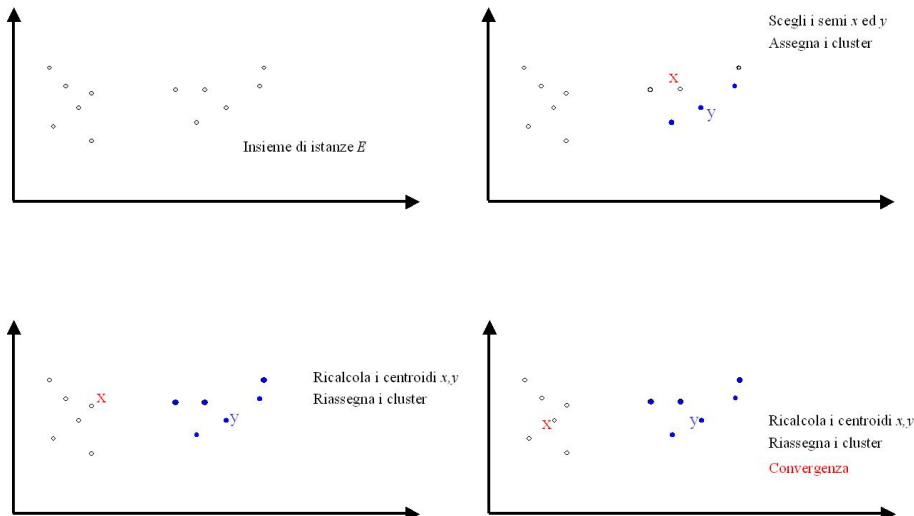 Scegli i semi x ed y
Assegna i cluster
x
y
Insieme di istanze E
Ricalcola i centroidi x,y
Riassegna i cluster
x
y
Ricalcola i centroidi x,y
Riassegna i cluster
Convergenza
x
y